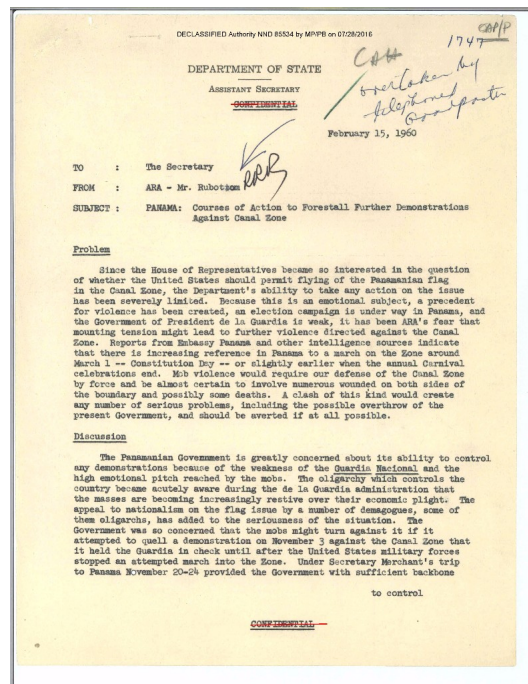 DECLASSIFIED Authority NND 85534 by MP/PB on 07/28/2016
CAP/P
1747
CAH
overtaken by
telephoned
DEPARTMENT OF STATE
ASSISTANT SECRETARY
CONFIDENTIAL
February 15, 1960
TO : The Secretary
FROM : ARA - Mr. Rubottom
RRR
SUBJECT : PANAMA: Courses of Action to Forestall Further Demonstrations
Against Canal Zone
Problem
Since the House of Representatives became so interested in the question
of whether the United States should permit flying of the Panamanian flag
in the Canal Zone, the Department's ability to take any action on the issue
has been severely limited. Because this is an emotional subject, a precedent
for violence has been created, an election campaign is under way in Panama, and
the Government of President de la Guardia is weak, it has been ARA's fear that
mounting tension might lead to further violence directed against the Canal
Zone. Reports from Embassy Panama and other intelligence sources indicate
that there is increasing reference in Panama to a march on the Zone around
March 1 -- Constitution Day -- or slightly earlier when the annual Carnival
celebrations end. Mob violence would require our defense of the Canal Zone
by force and be almost certain to involve numerous wounded on both sides of
the boundary and possibly some deaths. A clash of this kind would create
any number of serious problems, including the possible overthrow of the
present Government, and should be averted if at all possible.
Discussion
The Panamanian Government is greatly concerned about its ability to control
any demonstrations because of the weakness of the Guardia Nacional and the
high emotional pitch reached by the mobs. The oligarchy which controls the
country became acutely aware during the de la Guardia administration that
the masses are becoming increasingly restive over their economic plight. The
appeal to nationalism on the flag issue by a number of demagogues, some of
them oligarchs, has added to the seriousness of the situation. The
Government was so concerned that the mobs might turn against it if it
attempted to quell a demonstration on November 3 against the Canal Zone that
it held the Guardia in check until after the United States military forces
stopped an attempted march into the Zone. Under Secretary Merchant's trip
to Panama November 20-24 provided the Government with sufficient backbone
to control
CONFIDENTIAL